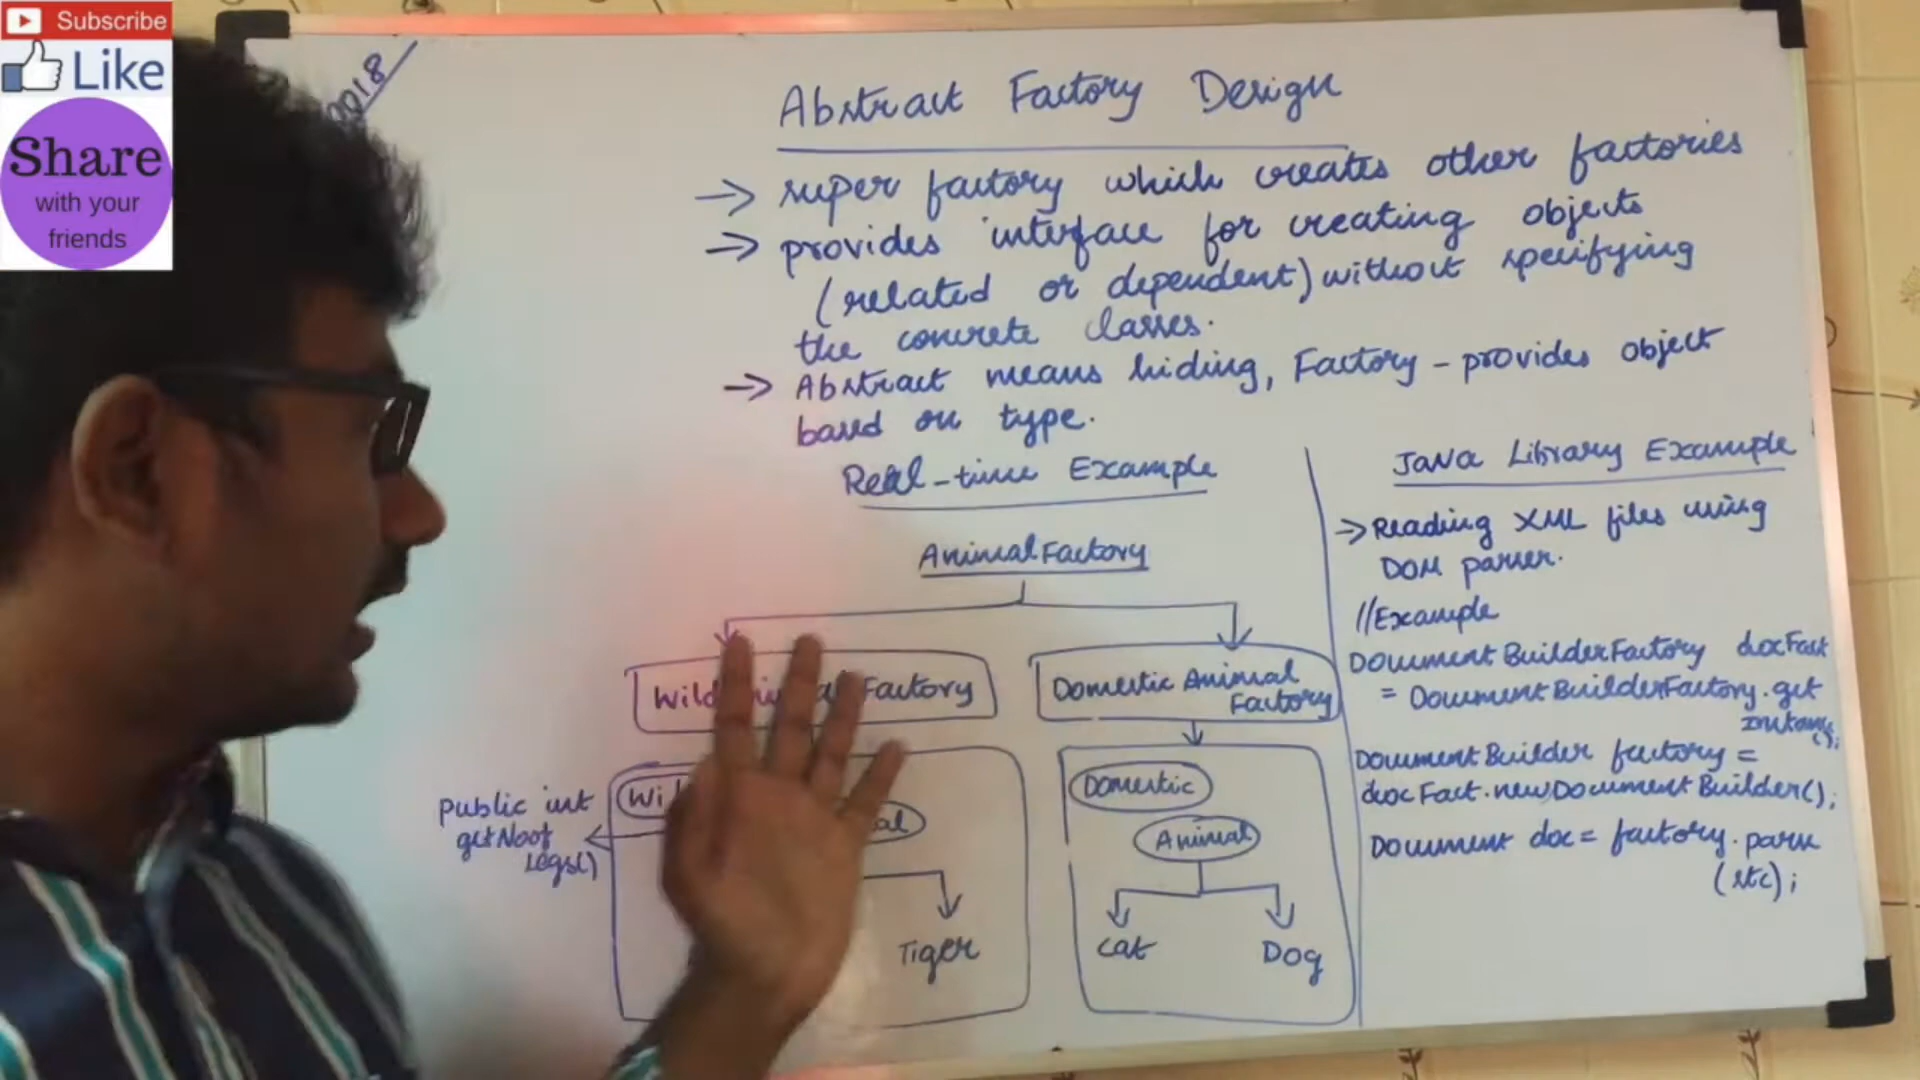 Subscribe
Like
Share
with your
friends
2018
Abstract Factory Design
→ super factory which creates other factories
→ provides interface for creating objects
(related or dependent) without specifying
the concrete classes.
→ Abstract means hiding, Factory - provides object
based on type.
Real-time Example
AnimalFactory
Wild Factory
Domestic Animal
Factory
public int
getNoof
Legs()
Domestic
Animal
Tiger
Cat
Dog
Java Library Example
→ Reading XML files using
DOM parser.
//Example
DocumentBuilderFactory docFact
= DocumentBuilderFactory.get
Instance();
DocumentBuilder factory =
docFact.newDocumentBuilder();
Document doc = factory.parse
(etc);